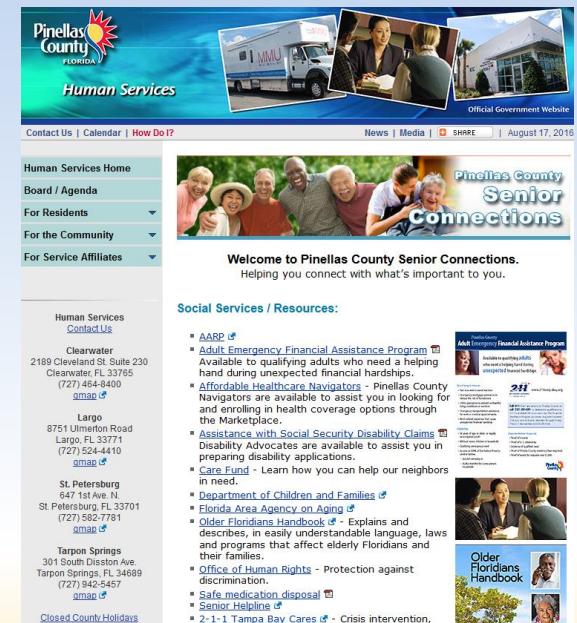 Pinellas
County
FLORIDA
Human Services
MMU
Official Government Website
Contact Us | Calendar | How Do I?
News | Media | SHARE | August 17, 2016
Human Services Home
Board / Agenda
For Residents
For the Community
For Service Affiliates
Human Services
Contact Us
Clearwater
2189 Cleveland St. Suite 230
Clearwater, FL 33765
(727) 464-8400
qmap
Largo
8751 Ulmerton Road
Largo, FL 33771
(727) 524-4410
qmap
St. Petersburg
647 1st Ave. N.
St. Petersburg, FL 33701
(727) 582-7781
qmap
Tarpon Springs
301 South Disston Ave.
Tarpon Springs, FL 34689
(727) 942-5457
qmap
Closed County Holidays
Pinellas County
Senior
Connections
Welcome to Pinellas County Senior Connections.
Helping you connect with what's important to you.
Social Services / Resources:
AARP
Adult Emergency Financial Assistance Program
Available to qualifying adults who need a helping
hand during unexpected financial hardships.
Affordable Healthcare Navigators - Pinellas County
Navigators are available to assist you in looking for
and enrolling in health coverage options through
the Marketplace.
Assistance with Social Security Disability Claims
Disability Advocates are available to assist you in
preparing disability applications.
Care Fund - Learn how you can help our neighbors
in need.
Department of Children and Families
Florida Area Agency on Aging
Older Floridians Handbook - Explains and
describes, in easily understandable language, laws
and programs that affect elderly Floridians and
their families.
Office of Human Rights - Protection against
discrimination.
Safe medication disposal
Senior Helpline
2-1-1 Tampa Bay Cares - Crisis intervention,
Pinellas County
Adult Emergency Financial Assistance Program
Available to qualifying adults
who need a helping hand during
unexpected financial hardships.
211
Older
Floridians
Handbook